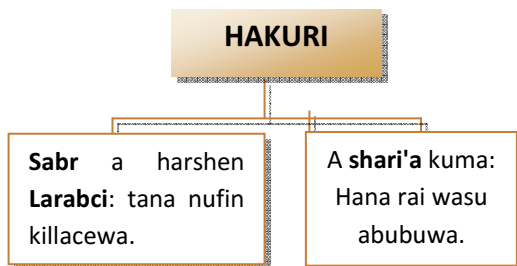 HAKURI
Sabr a harshen
Larabci: tana nufin
killacewa.
A shari'a kuma:
Hana rai wasu
abubuwa.